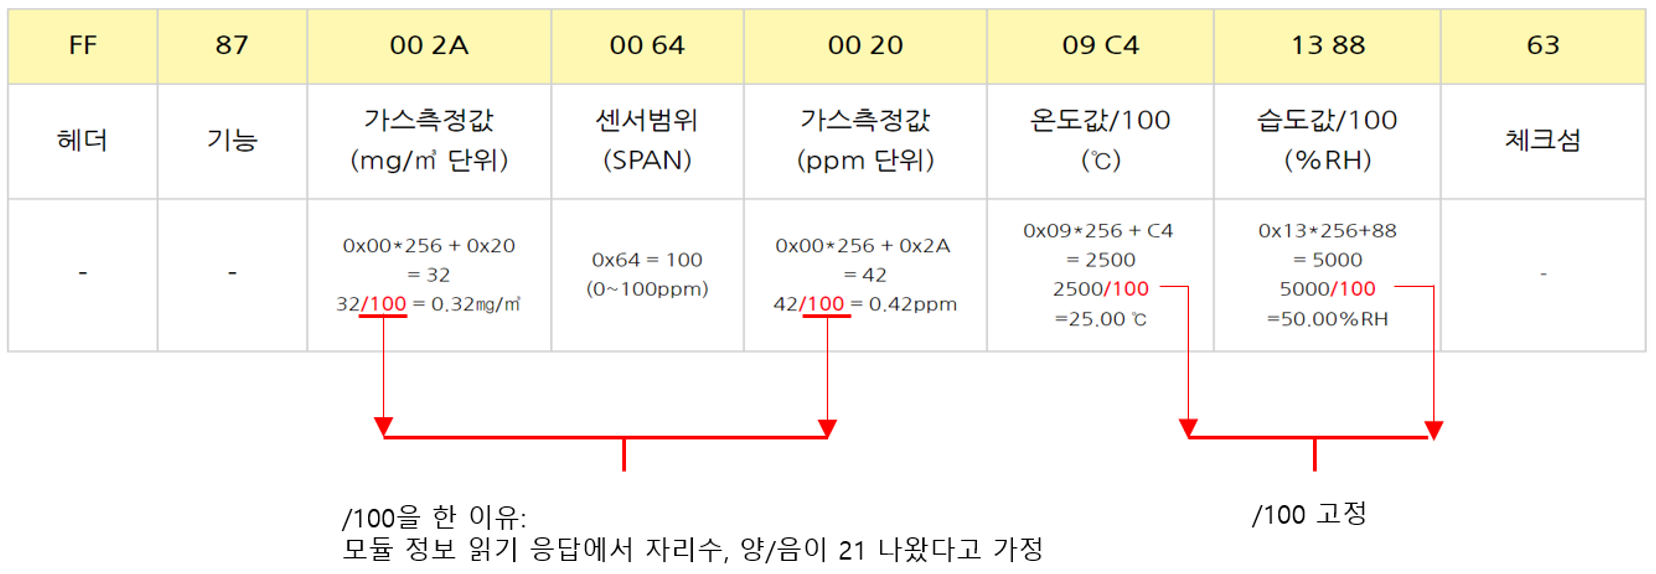 FF 87 00 2A 00 64 00 20 09 C4 13 88 63
헤더 기능 가스측정값 센서범위 가스측정값 온도값/100 습도값/100 체크섬
(mg/㎥ 단위) (SPAN) (ppm 단위) (℃) (%RH)
- - 0x00*256 + 0x20 0x64 = 100 0x00*256 + 0x2A 0x09*256 + C4 0x13*256+88 -
= 32 (0~100ppm) = 42 = 2500 = 5000
32/100 = 0.32㎎/㎥ 42/100 = 0.42ppm 2500/100 5000/100
=25.00 ℃ =50.00%RH
/100을 한 이유: /100 고정
모듈 정보 읽기 응답에서 자리수, 양/음이 21 나왔다고 가정